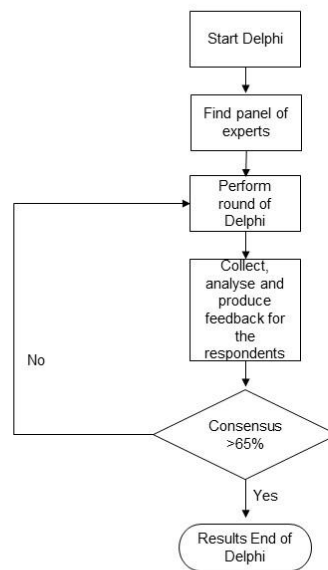 Start Delphi
Find panel of
experts
Perform
round of
Delphi
Collect,
analyse and
produce
feedback for
the
respondents
No
Consensus
>65%
Yes
Results End of
Delphi